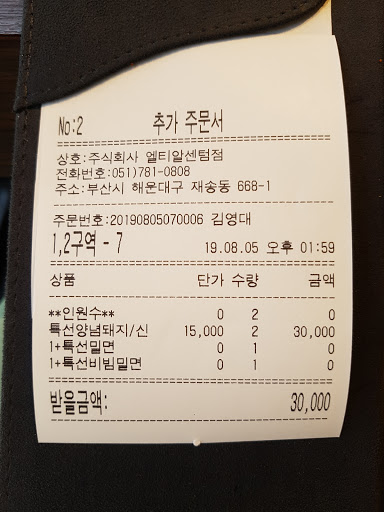 No:2 추가 주문서
상호:주식회사 엘티알센텀점
전화번호:051)781-0808
주소:부산시 해운대구 재송동 668-1
주문번호:20190805070006 김영대
1,2구역 - 7 19.08.05 오후 01:59
상품 단가 수량 금액
**인원수** 0 2 0
특선양념돼지/신 15,000 2 30,000
1+특선밀면 0 1 0
1+특선비빔밀면 0 1 0
받을금액: 30,000